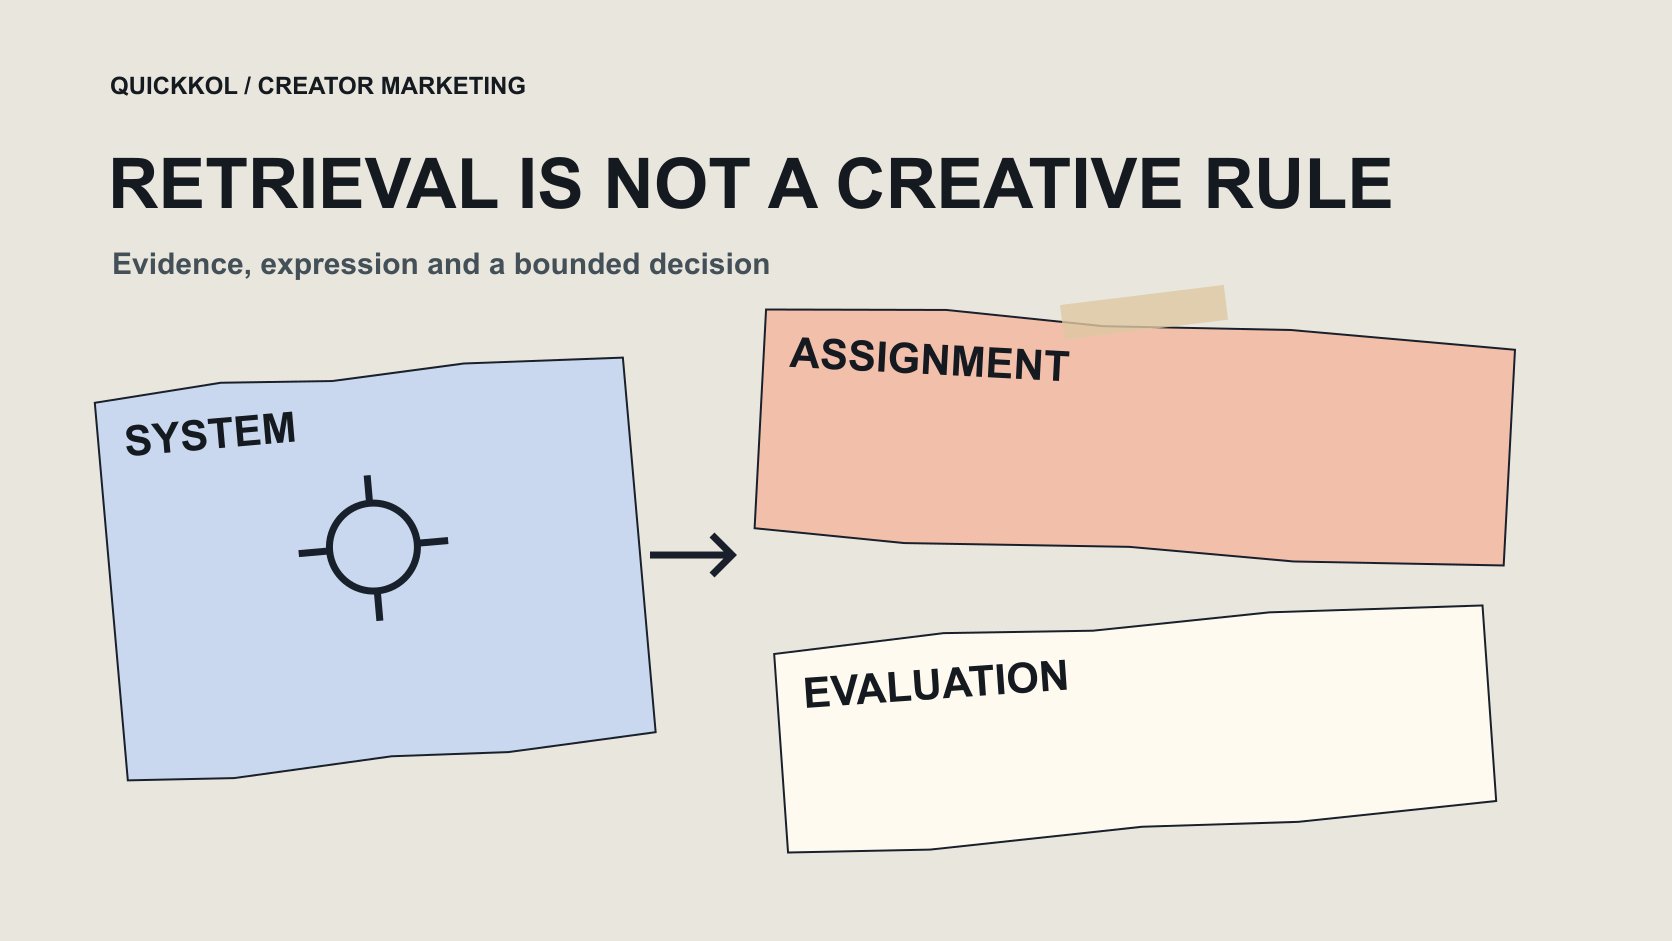 QUICKKOL / CREATOR MARKETING
RETRIEVAL IS NOT A CREATIVE RULE
Evidence, expression and a bounded decision
SYSTEM
ASSIGNMENT
EVALUATION